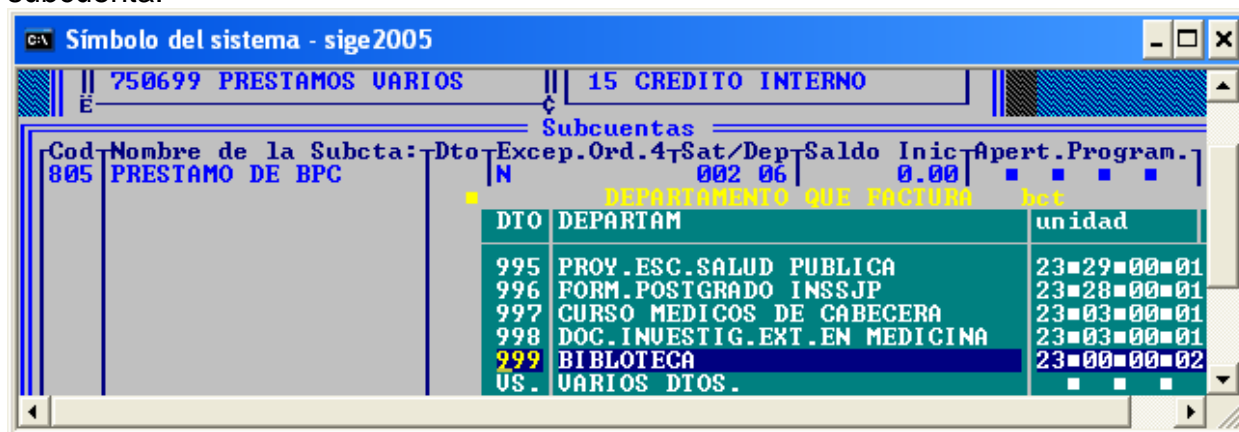 subcuenta.
Símbolo del sistema - sige2005
750699 PRESTAMOS VARIOS 15 CREDITO INTERNO
Subcuentas
Cod Nombre de la Subcta: Dto Excep.Ord.4 Sat/Dep Saldo Inic Apert.Program.
805 PRESTAMO DE BPC N 002 06 0.00
DEPARTAMENTO QUE FACTURA bct
DTO DEPARTAM unidad
995 PROY.ESC.SALUD PUBLICA 23■29■00■01
996 FORM.POSTGRADO INSSJP 23■28■00■01
997 CURSO MEDICOS DE CABECERA 23■03■00■01
998 DOC.INVESTIG.EXT.EN MEDICINA 23■03■00■01
999 BIBLOTECA 23■00■00■02
VS. VARIOS DTOS. ■ ■ ■